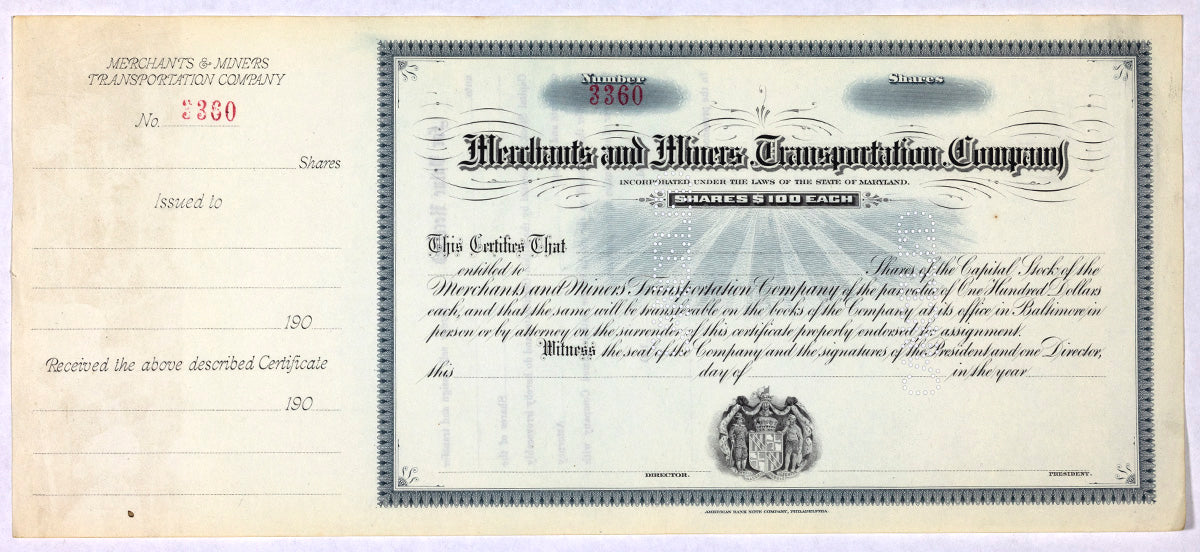 MERCHANTS & MINERS
TRANSPORTATION COMPANY
No. 3360
Shares
Issued to
190
Received the above described Certificate
190
Number
3360
Shares
Merchants and Miners Transportation Company
INCORPORATED UNDER THE LAWS OF THE STATE OF MARYLAND.
SHARES $100 EACH
This Certifies That
entitled to Shares of the Capital Stock of the
Merchants and Miners Transportation Company of the par value of One Hundred Dollars
each, and that the same will be transferable on the books of the Company at its office in Baltimore in
person or by attorney on the surrender of this certificate properly endorsed for assignment.
Witness the seal of the Company and the signatures of the President and one Director,
this day of in the year
DIRECTOR. PRESIDENT.
AMERICAN BANK NOTE COMPANY, PHILADELPHIA.